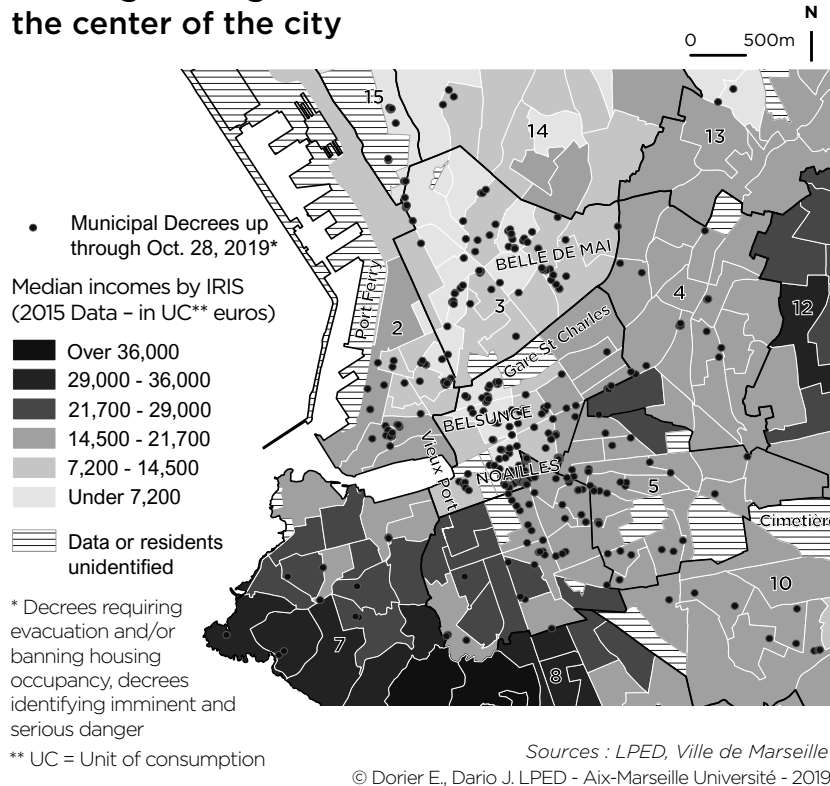 the center of the city
N
0 500m
15
14
13
Municipal Decrees up
through Oct. 28, 2019*
BELLE DE MAI
Median incomes by IRIS
(2015 Data – in UC** euros)
Port Ferry
2
3
4
12
Gare St Charles
Over 36,000
29,000 - 36,000
21,700 - 29,000
14,500 - 21,700
7,200 - 14,500
Under 7,200
BELSUNCE
Vieux Port
NOAILLES
5
Cimetière
Data or residents
unidentified
10
* Decrees requiring
evacuation and/or
banning housing
occupancy, decrees
identifying imminent and
serious danger
7
8
** UC = Unit of consumption
Sources : LPED, Ville de Marseille
© Dorier E., Dario J. LPED - Aix-Marseille Université - 2019